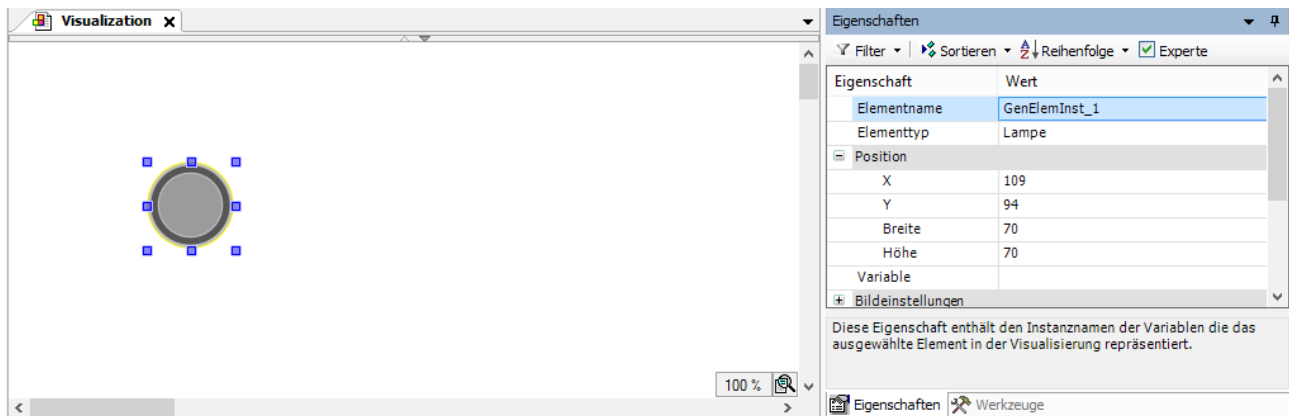 Visualization
Eigenschaften
Filter Sortieren Reihenfolge Experte
Eigenschaft Wert
Elementname GenElemInst_1
Elementtyp Lampe
Position
X 109
Y 94
Breite 70
Höhe 70
Variable
Bildeinstellungen
Diese Eigenschaft enthält den Instanznamen der Variablen die das
ausgewählte Element in der Visualisierung repräsentiert.
100 %
Eigenschaften Werkzeuge